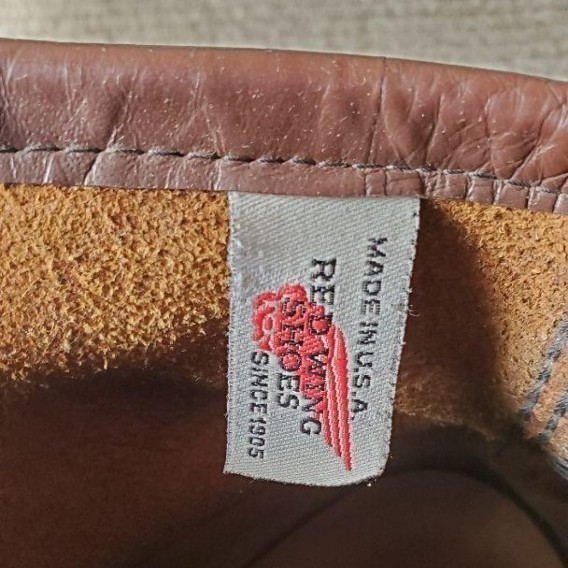 MADE IN U.S.A.
RED WING
SHOES
SINCE 1905